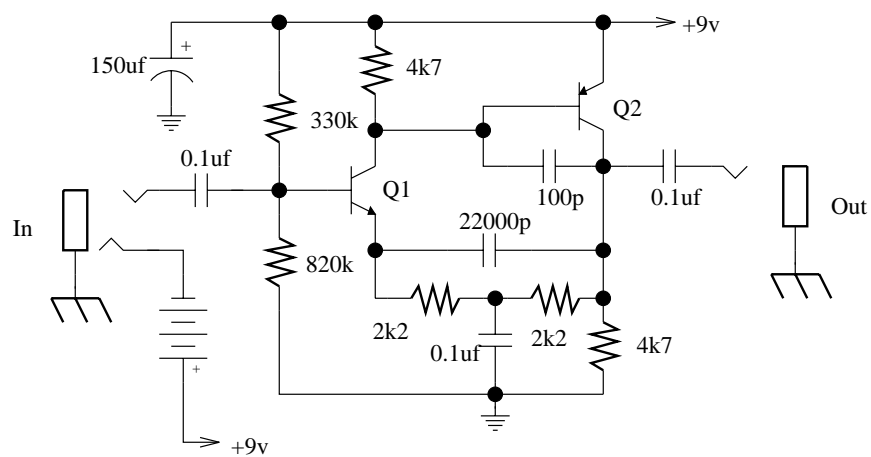 +9v
150uf
+
4k7
330k
Q2
0.1uf
Q1
100p
0.1uf
In
22000p
Out
820k
2k2
0.1uf
2k2
4k7
+
+9v